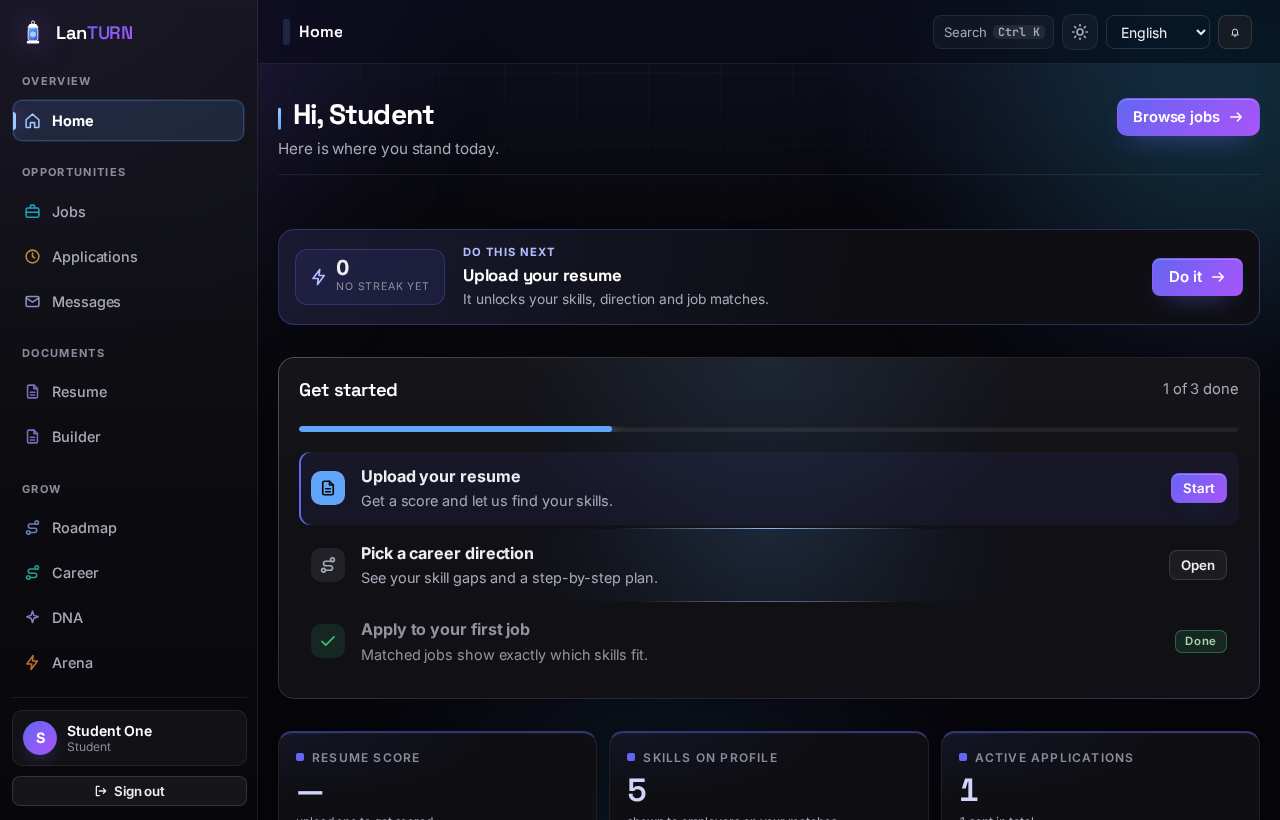 LanTURN
OVERVIEW
Home
OPPORTUNITIES
Jobs
Applications
Messages
DOCUMENTS
Resume
Builder
GROW
Roadmap
Career
DNA
Arena
S
Student One
Student
Sign out
Home
Search Ctrl K
English
Hi, Student
Here is where you stand today.
Browse jobs →
0
NO STREAK YET
DO THIS NEXT
Upload your resume
It unlocks your skills, direction and job matches.
Do it →
Get started
1 of 3 done
Upload your resume
Get a score and let us find your skills.
Start
Pick a career direction
See your skill gaps and a step-by-step plan.
Open
Apply to your first job
Matched jobs show exactly which skills fit.
Done
RESUME SCORE
—
SKILLS ON PROFILE
5
ACTIVE APPLICATIONS
1